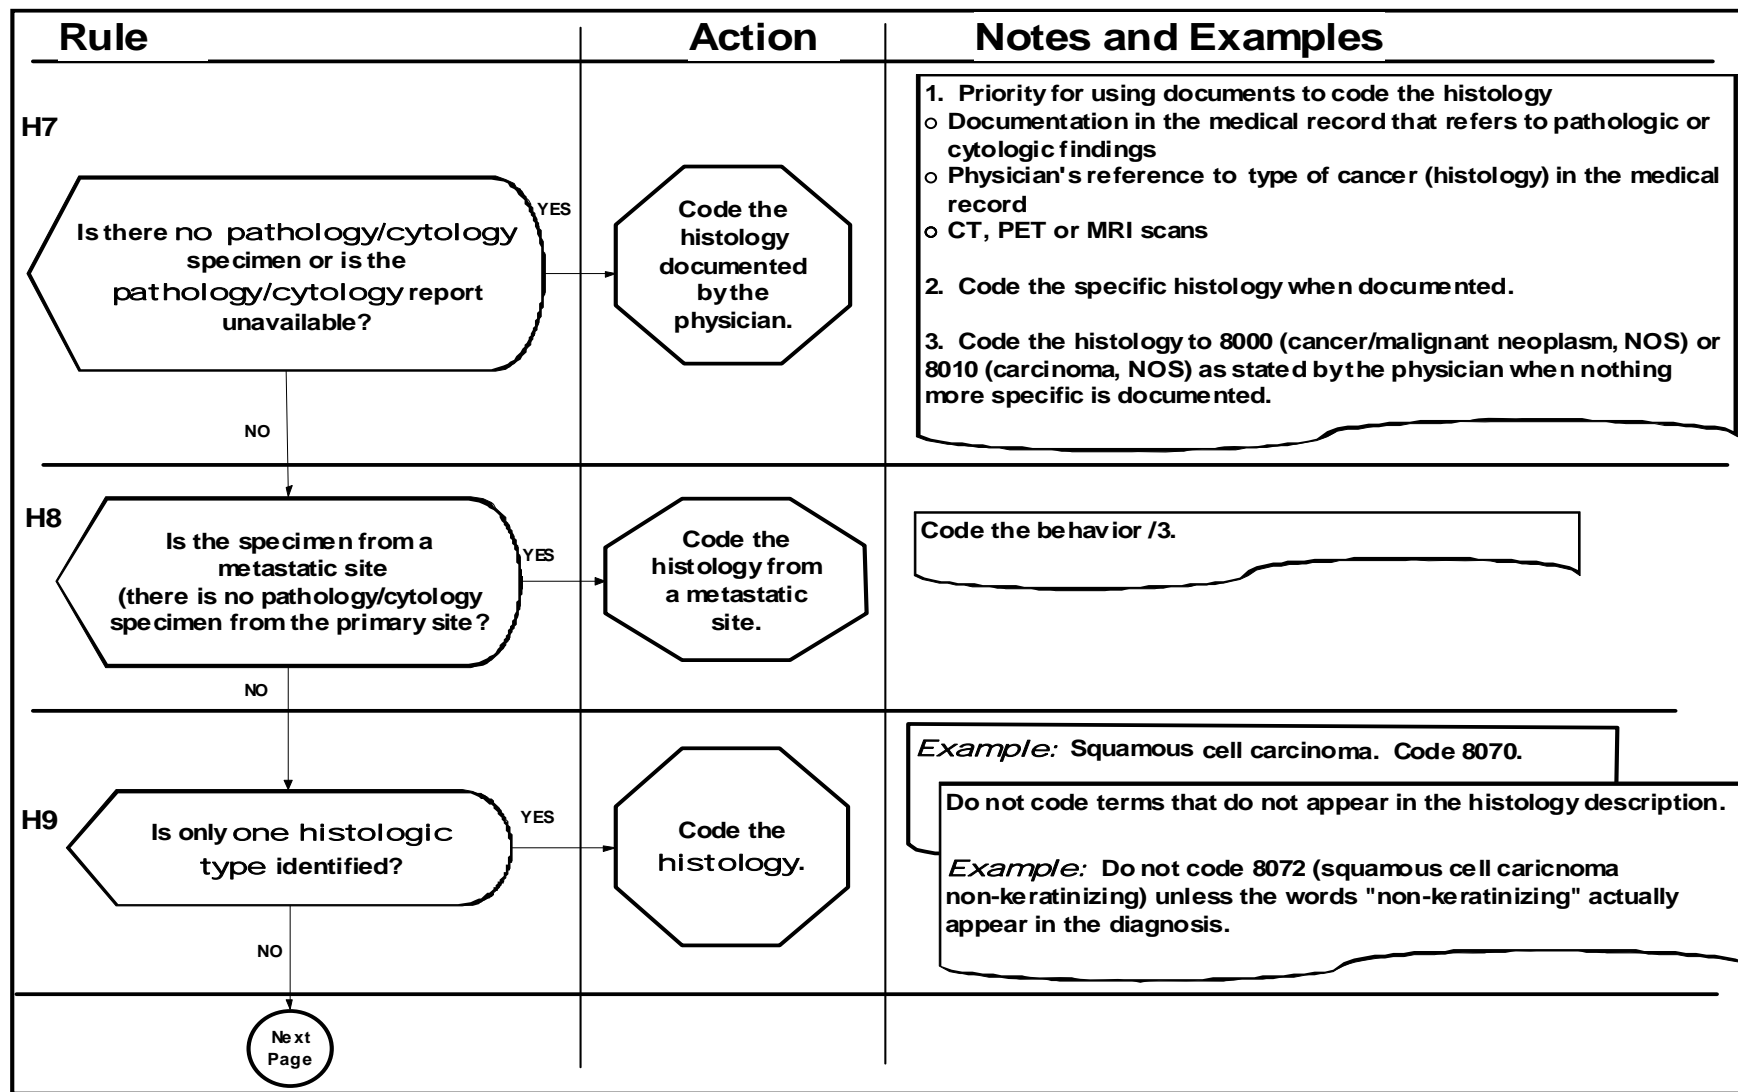 Rule
Action
Notes and Examples
H7
Is there no pathology/cytology
specimen or is the
pathology/cytology report
unavailable?
YES
NO
Code the
histology
documented
by the
physician.
1. Priority for using documents to code the histology
o Documentation in the medical record that refers to pathologic or
cytologic findings
o Physician's reference to type of cancer (histology) in the medical
record
o CT, PET or MRI scans
2. Code the specific histology when documented.
3. Code the histology to 8000 (cancer/malignant neoplasm, NOS) or
8010 (carcinoma, NOS) as stated by the physician when nothing
more specific is documented.
H8
Is the specimen from a
metastatic site
(there is no pathology/cytology
specimen from the primary site?
YES
NO
Code the
histology from
a metastatic
site.
Code the behavior /3.
H9
Is only one histologic
type identified?
YES
NO
Code the
histology.
Example: Squamous cell carcinoma. Code 8070.
Do not code terms that do not appear in the histology description.
Example: Do not code 8072 (squamous cell caricnoma
non-keratinizing) unless the words "non-keratinizing" actually
appear in the diagnosis.
Next
Page